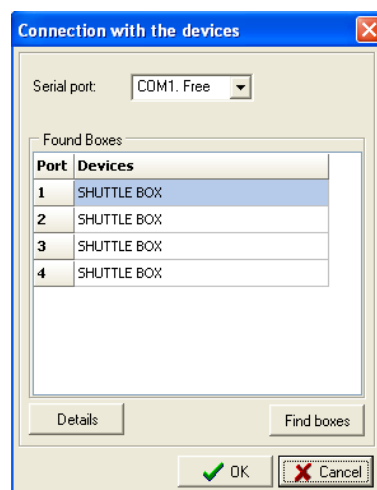 Connection with the devices
Serial port: COM1. Free
Found Boxes
Port Devices
1 SHUTTLE BOX
2 SHUTTLE BOX
3 SHUTTLE BOX
4 SHUTTLE BOX
Details Find boxes
OK Cancel